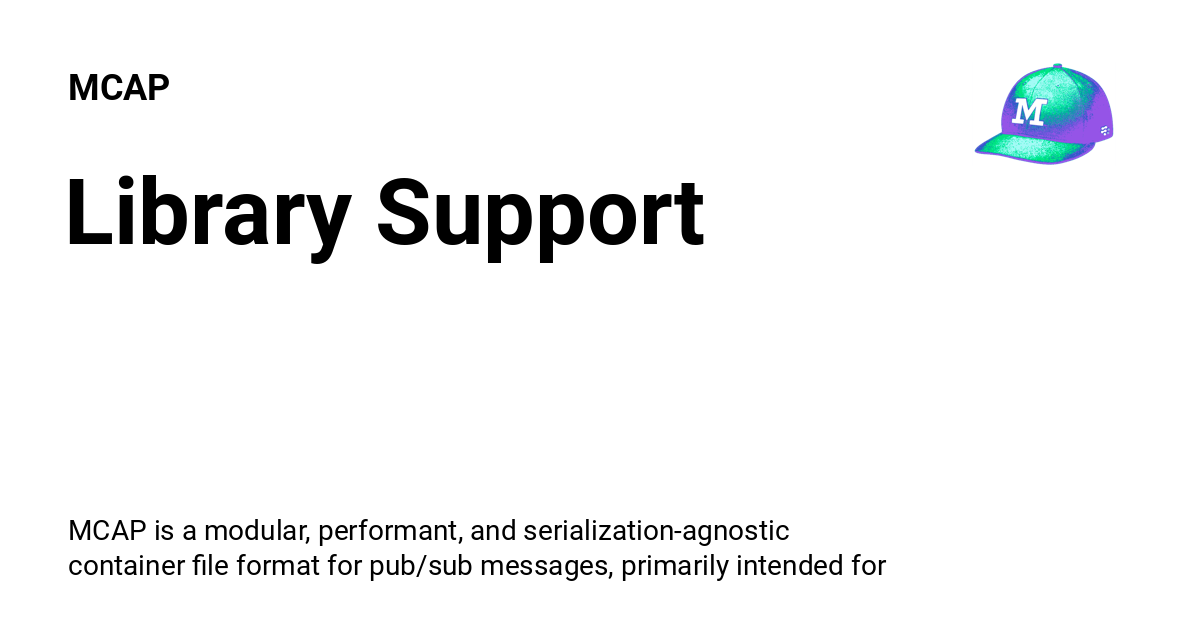 MCAP
M
Library Support
MCAP is a modular, performant, and serialization-agnostic
container file format for pub/sub messages, primarily intended for